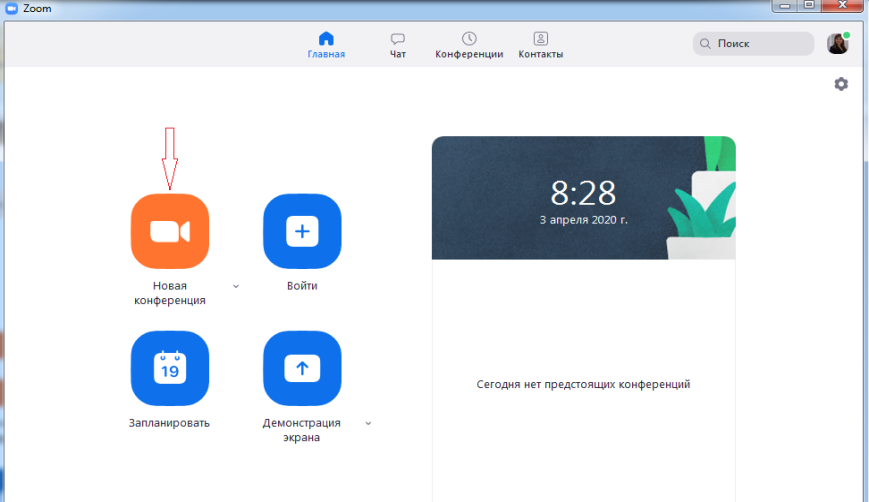 Zoom
Главная
Чат
Конференции
Контакты
Поиск
8:28
3 апреля 2020 г.
Новая
конференция
Войти
19
Запланировать
Демонстрация
экрана
Сегодня нет предстоящих конференций